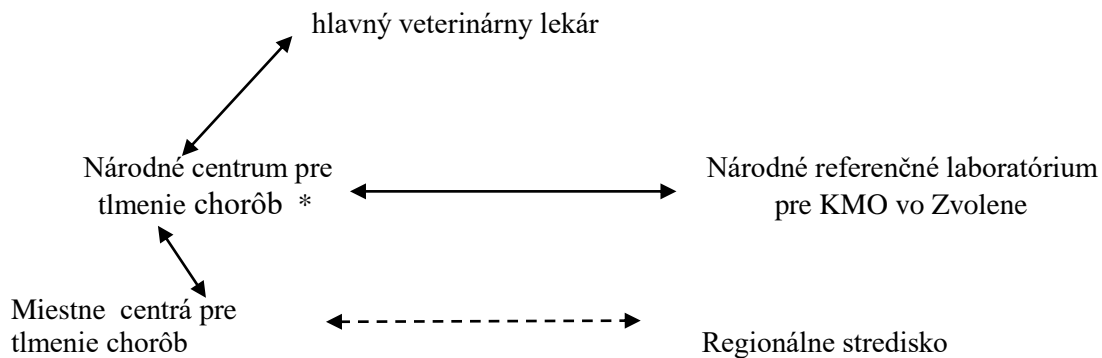 hlavný veterinárny lekár
Národné centrum pre
tlmenie chorôb *
Národné referenčné laboratórium
pre KMO vo Zvolene
Miestne centrá pre
tlmenie chorôb
Regionálne stredisko